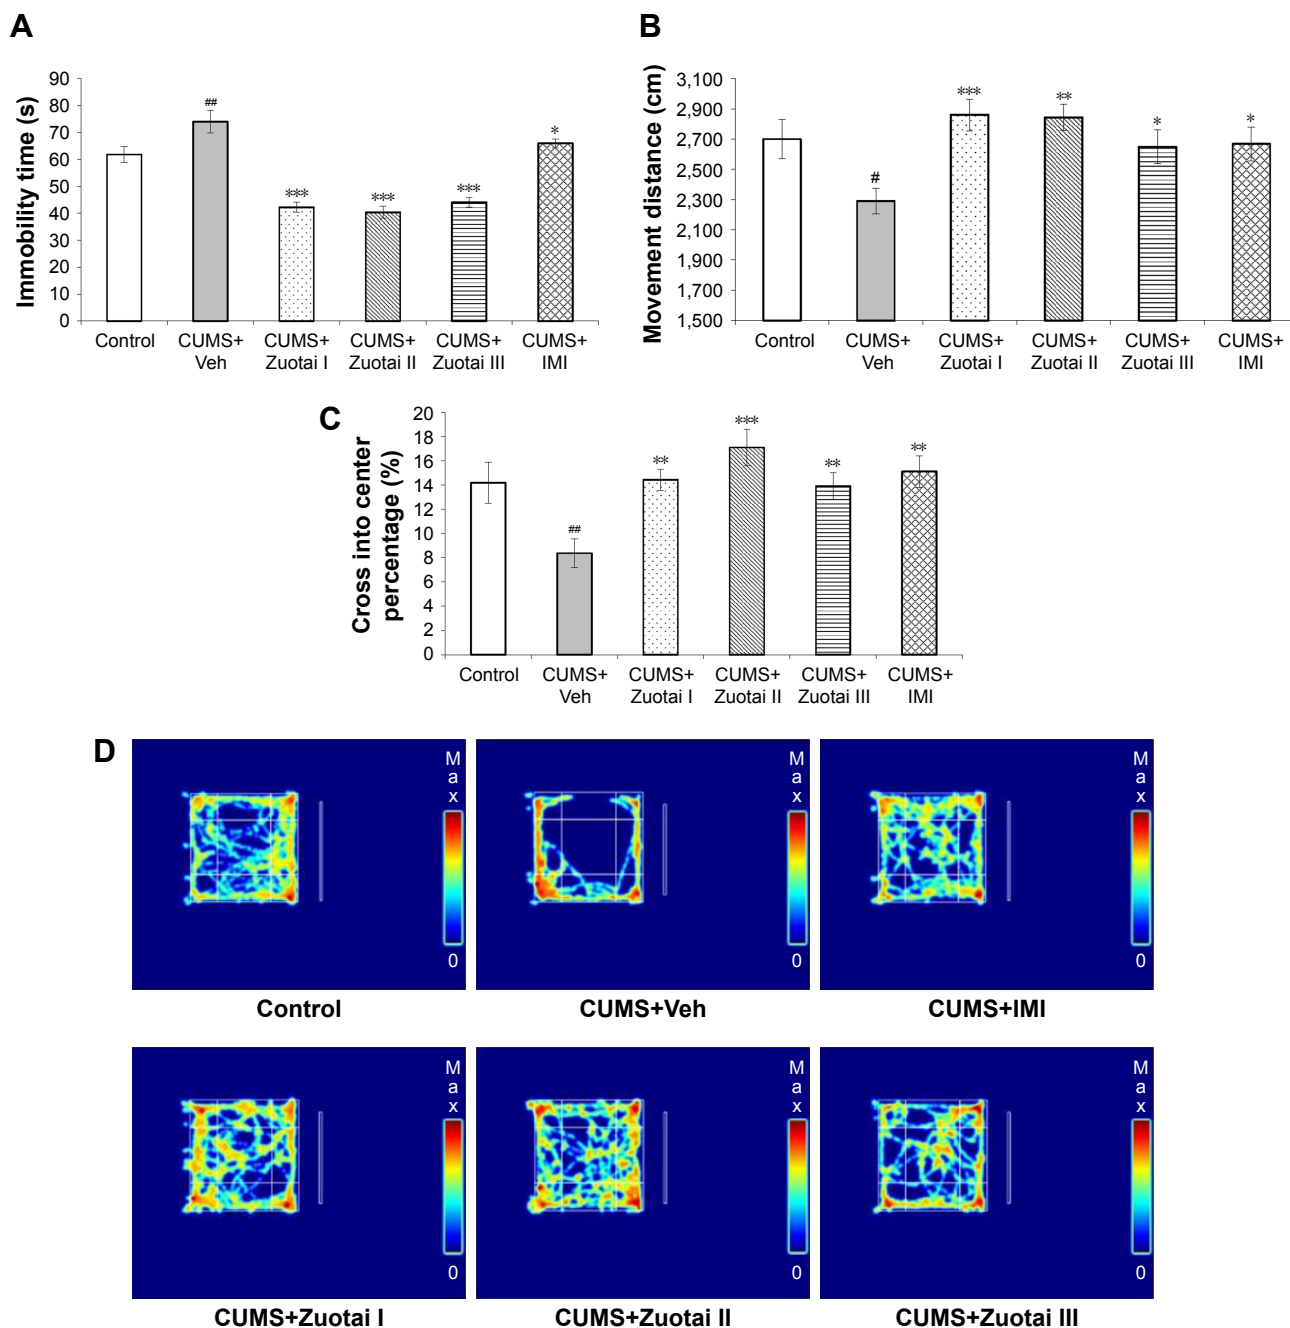 A
Immobility time (s)
90
80
70
60
50
40
30
20
10
0
##
***
***
***
*
Control
CUMS+
Veh
CUMS+
Zuotai I
CUMS+
Zuotai II
CUMS+
Zuotai III
CUMS+
IMI
B
Movement distance (cm)
3,100
2,900
2,700
2,500
2,300
2,100
1,900
1,700
1,500
#
***
**
*
*
Control
CUMS+
Veh
CUMS+
Zuotai I
CUMS+
Zuotai II
CUMS+
Zuotai III
CUMS+
IMI
C
Cross into center
percentage (%)
20
18
16
14
12
10
8
6
4
2
0
##
**
***
**
**
Control
CUMS+
Veh
CUMS+
Zuotai I
CUMS+
Zuotai II
CUMS+
Zuotai III
CUMS+
IMI
D
Max
0
Control
Max
0
CUMS+Veh
Max
0
CUMS+IMI
Max
0
CUMS+Zuotai I
Max
0
CUMS+Zuotai II
Max
0
CUMS+Zuotai III